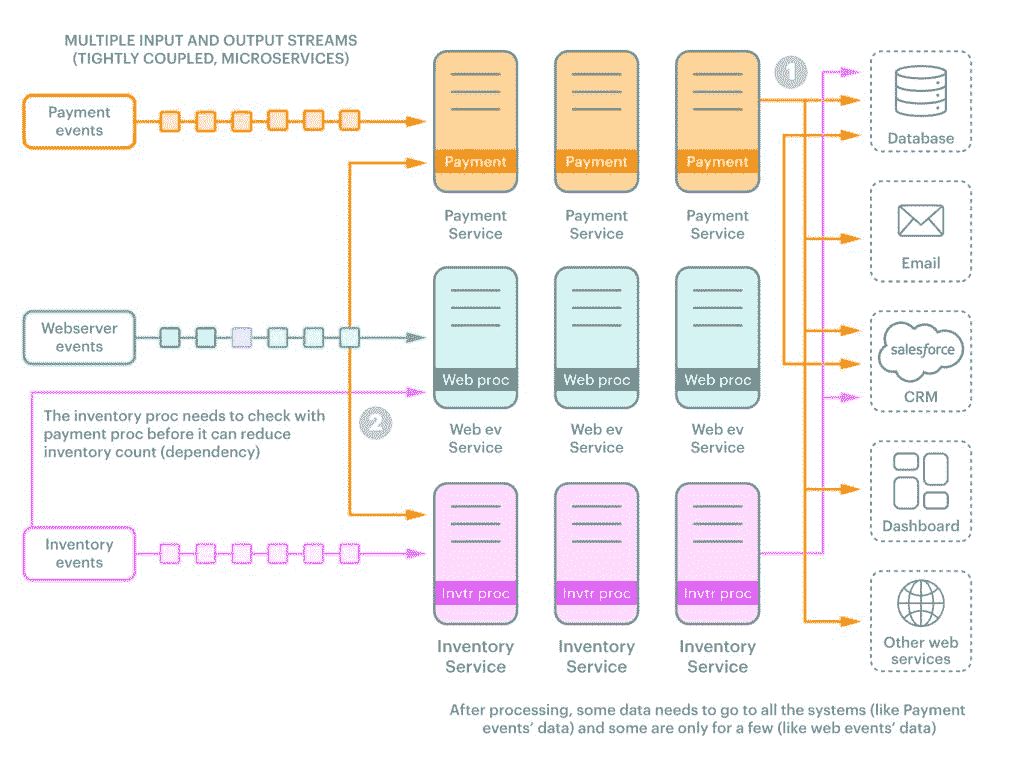 MULTIPLE INPUT AND OUTPUT STREAMS
(TIGHTLY COUPLED, MICROSERVICES)
Payment
events
Payment
Payment
Payment
Payment
Service
Payment
Service
Payment
Service
1
Database
Email
Webserver
events
Web proc
Web proc
Web proc
Web ev
Service
Web ev
Service
Web ev
Service
salesforce
CRM
The inventory proc needs to check with
payment proc before it can reduce
inventory count (dependency)
2
Inventory
events
Invtr proc
Invtr proc
Invtr proc
Inventory
Service
Inventory
Service
Inventory
Service
Dashboard
Other web
services
After processing, some data needs to go to all the systems (like Payment
events' data) and some are only for a few (like web events' data)